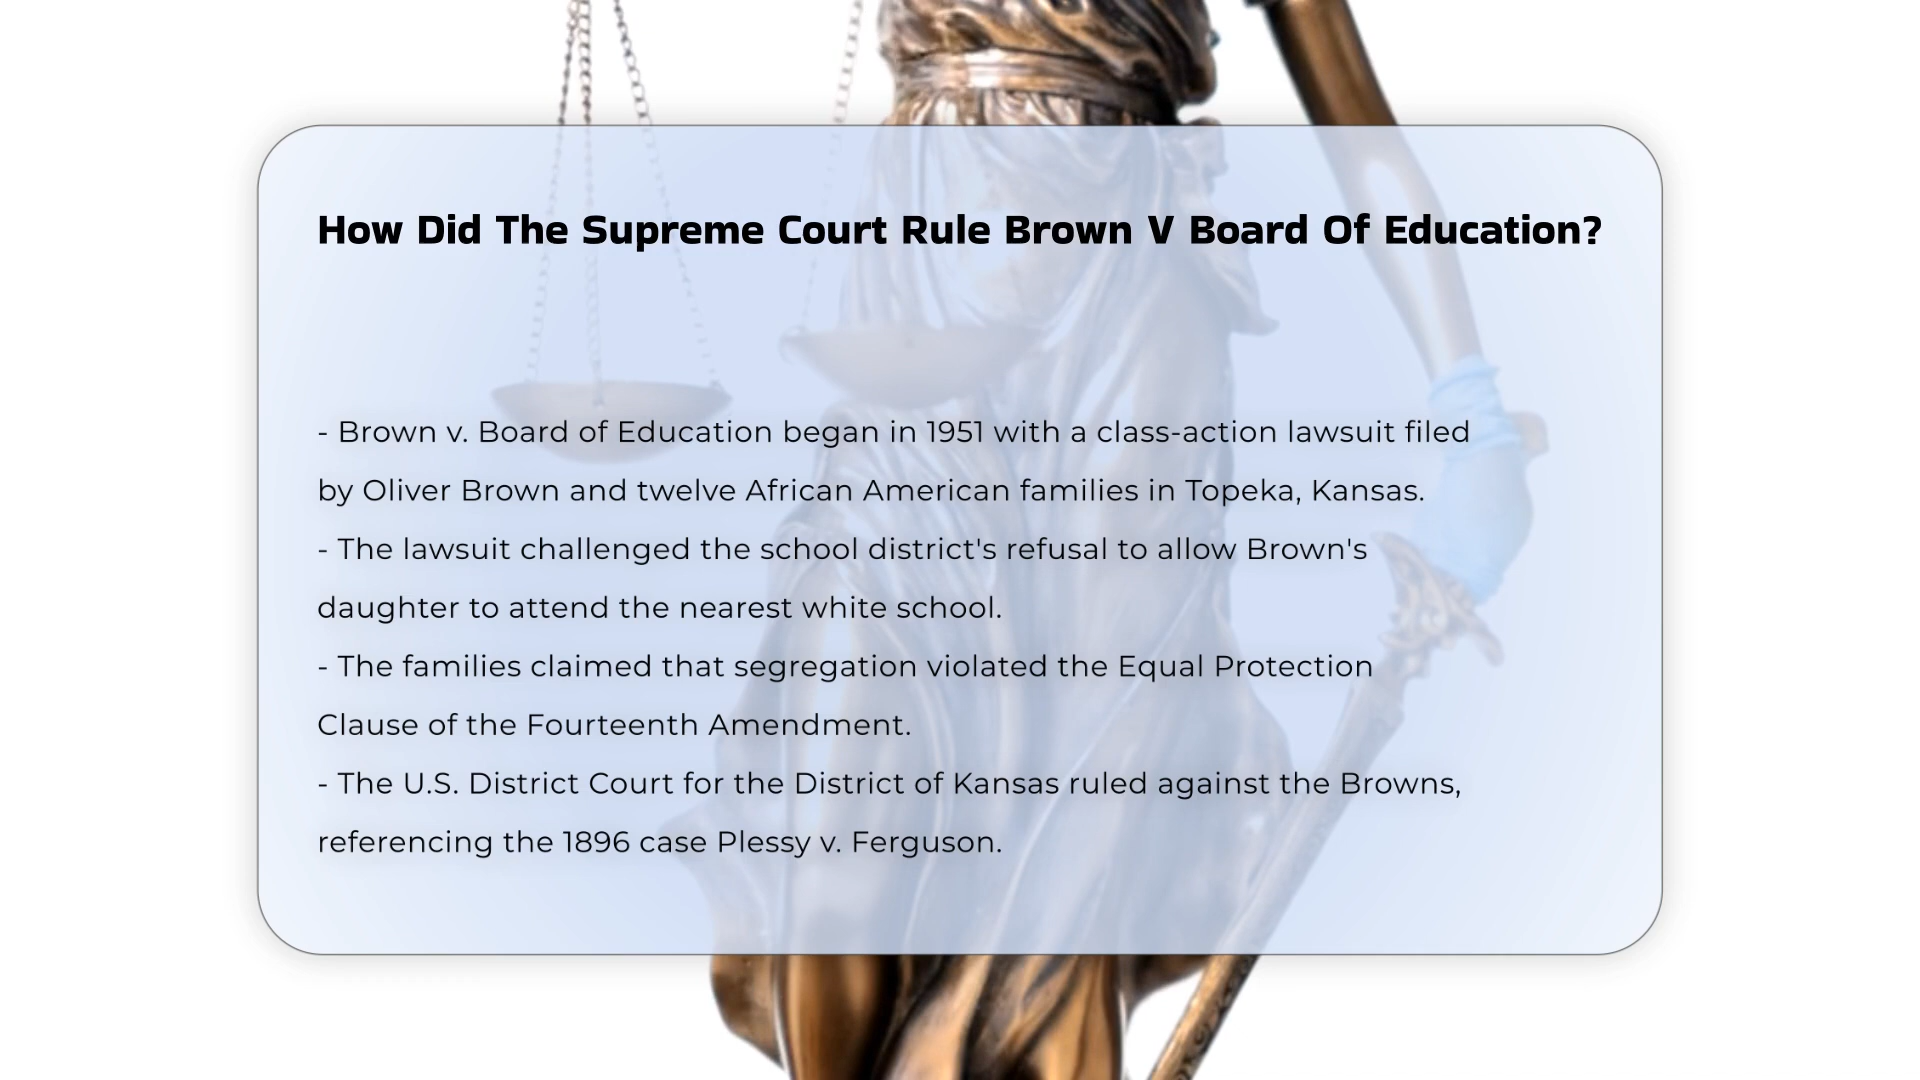 How Did The Supreme Court Rule Brown V Board Of Education?
- Brown v. Board of Education began in 1951 with a class-action lawsuit filed
by Oliver Brown and twelve African American families in Topeka, Kansas.
- The lawsuit challenged the school district's refusal to allow Brown's
daughter to attend the nearest white school.
- The families claimed that segregation violated the Equal Protection
Clause of the Fourteenth Amendment.
- The U.S. District Court for the District of Kansas ruled against the Browns,
referencing the 1896 case Plessy v. Ferguson.